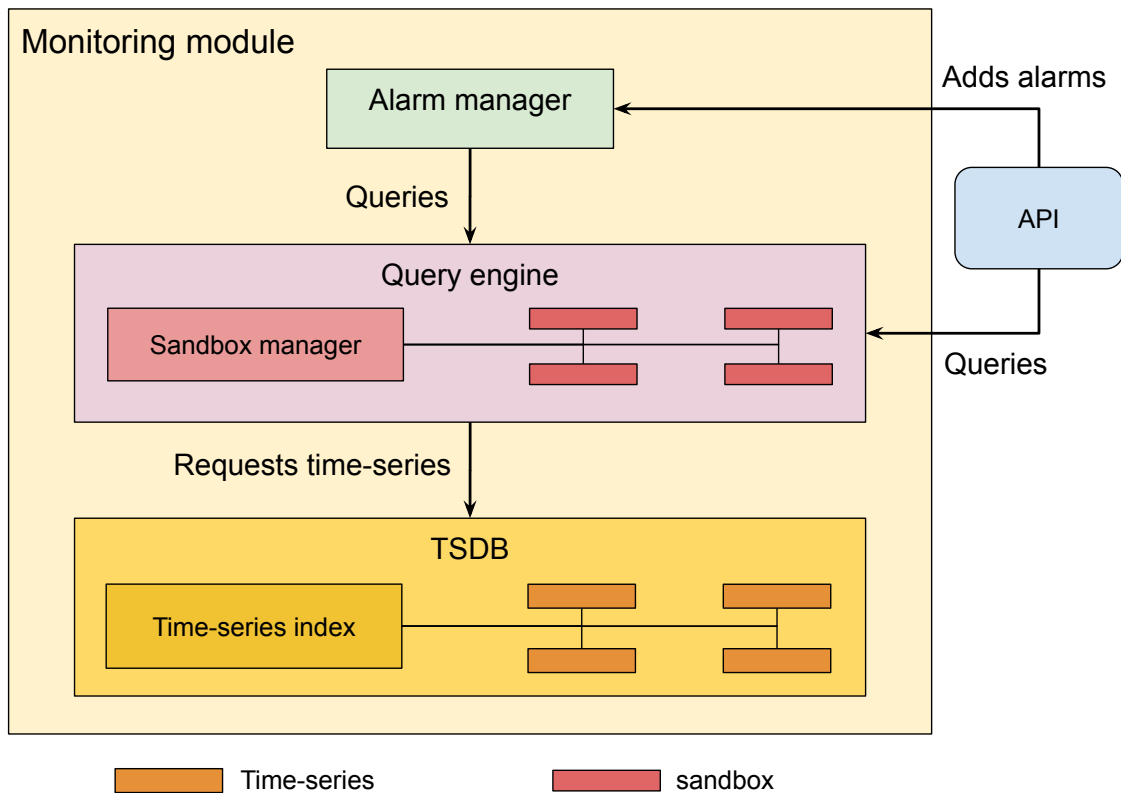 Monitoring module
Alarm manager
Adds alarms
Queries
API
Query engine
Sandbox manager
Queries
Requests time-series
TSDB
Time-series index
Time-series
sandbox